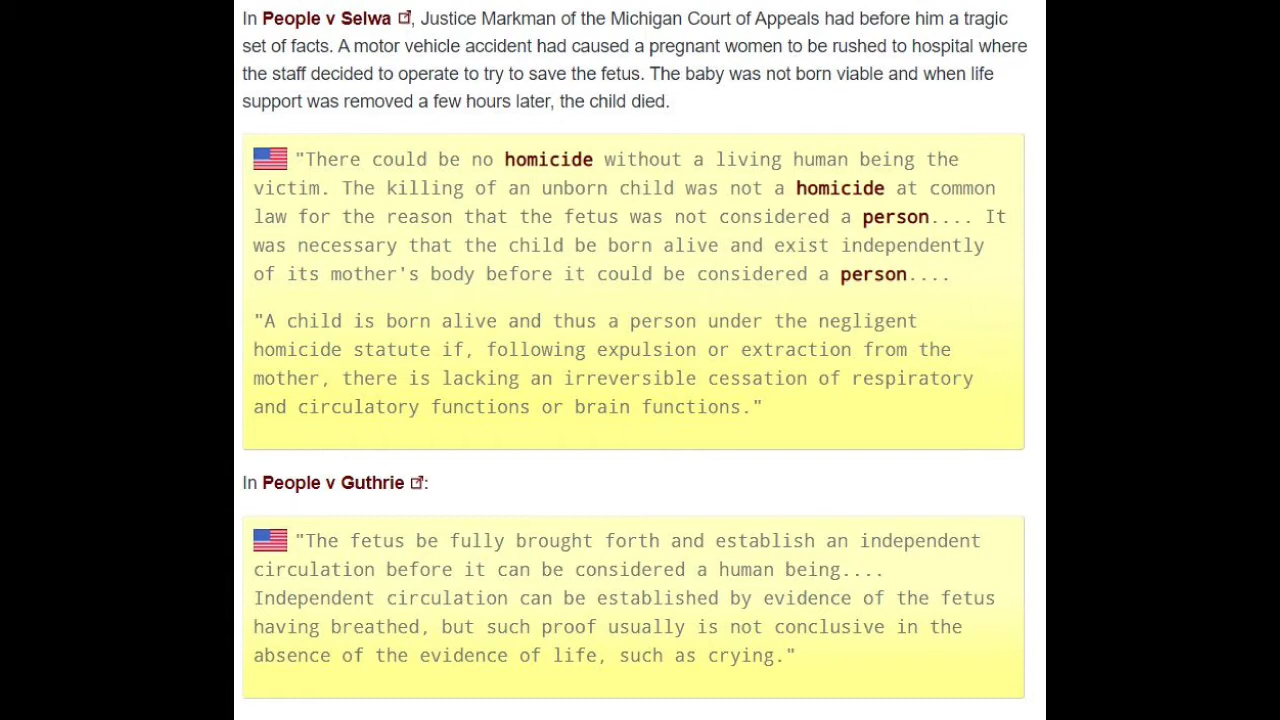 In People v Selwa, Justice Markman of the Michigan Court of Appeals had before him a tragic
set of facts. A motor vehicle accident had caused a pregnant women to be rushed to hospital where
the staff decided to operate to try to save the fetus. The baby was not born viable and when life
support was removed a few hours later, the child died.
"There could be no homicide without a living human being the
victim. The killing of an unborn child was not a homicide at common
law for the reason that the fetus was not considered a person.... It
was necessary that the child be born alive and exist independently
of its mother's body before it could be considered a person....
"A child is born alive and thus a person under the negligent
homicide statute if, following expulsion or extraction from the
mother, there is lacking an irreversible cessation of respiratory
and circulatory functions or brain functions."
In People v Guthrie:
"The fetus be fully brought forth and establish an independent
circulation before it can be considered a human being....
Independent circulation can be established by evidence of the fetus
having breathed, but such proof usually is not conclusive in the
absence of the evidence of life, such as crying."